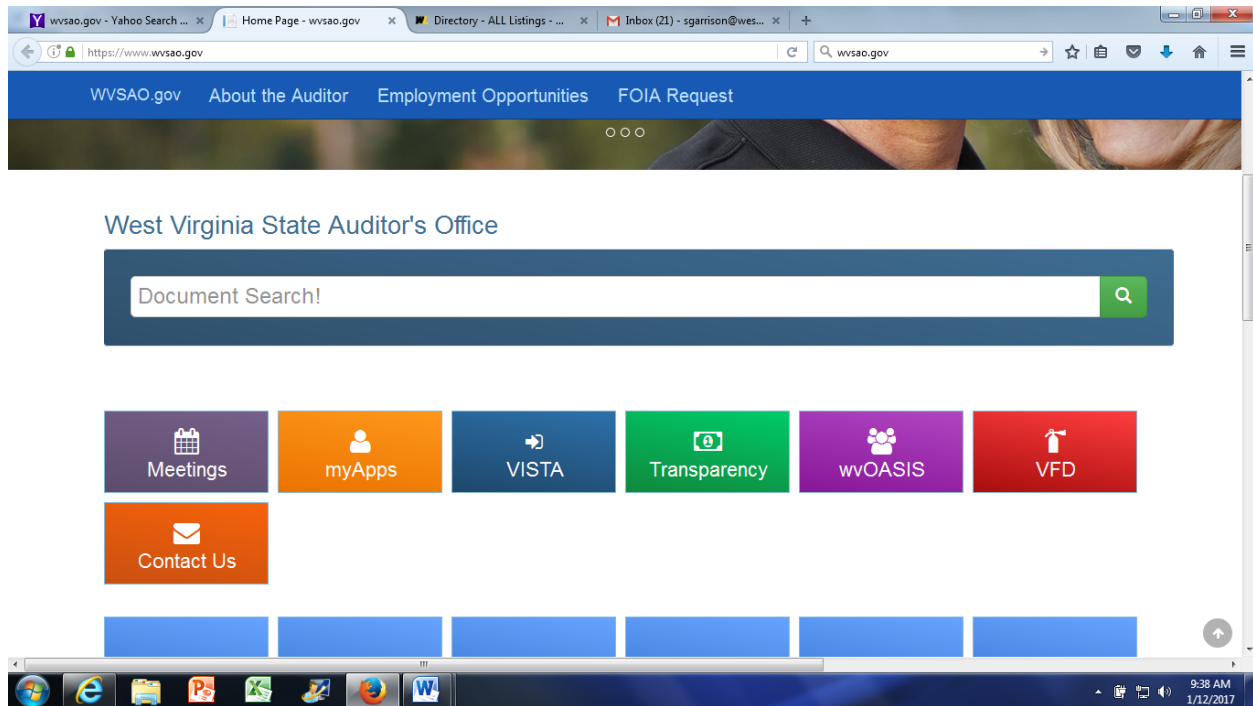 wvsao.gov - Yahoo Search ...
Home Page - wvsao.gov
Directory - ALL Listings - ...
Inbox (21) - sgarrison@wes...
https://www.wvsao.gov
wvsao.gov
WVSAO.gov About the Auditor Employment Opportunities FOIA Request
West Virginia State Auditor's Office
Document Search!
Meetings myApps VISTA Transparency wvOASIS VFD
Contact Us
9:38 AM
1/12/2017